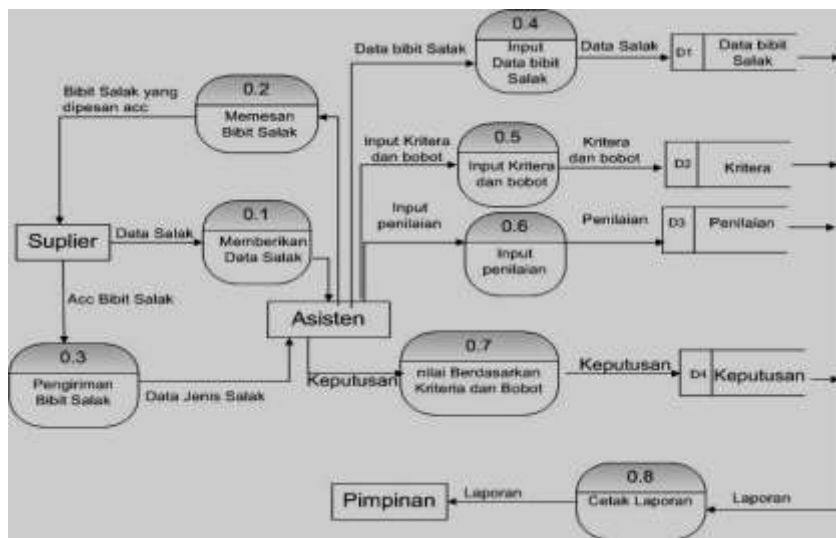 0.4
Input
Data bibit
Salak
Data bibit Salak
Data Salak
D1
Data bibit
Salak
Bibit Salak yang
dipesan acc
0.2
Memesan
Bibit Salak
Input Kritera
dan bobot
0.5
Input Kritera
dan bobot
Kritera
dan bobot
D2
Kritera
Suplier
Data Salak
0.1
Memberikan
Data Salak
Input
penilaian
0.6
Input
penilaian
Penilaian
D3
Penilaian
Acc Bibit Salak
Asisten
0.3
Pengiriman
Bibit Salak
Data Jenis Salak
Keputusan
0.7
nilai Berdasarkan
Kriteria dan Bobot
Keputusan
D4
Keputusan
Pimpinan
Laporan
0.8
Cetak Laporan
Laporan